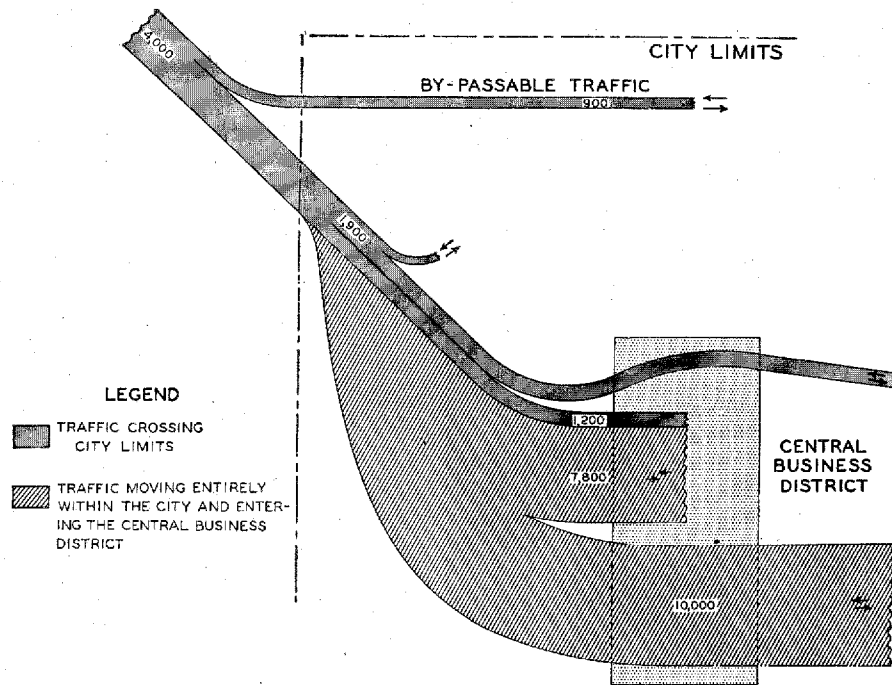 4,000
CITY LIMITS
BY-PASSABLE TRAFFIC
900
1,900
LEGEND
TRAFFIC CROSSING
CITY LIMITS
TRAFFIC MOVING ENTIRELY
WITHIN THE CITY AND ENTER-
ING THE CENTRAL BUSINESS
DISTRICT
1,200
7,800
CENTRAL
BUSINESS
DISTRICT
10,000